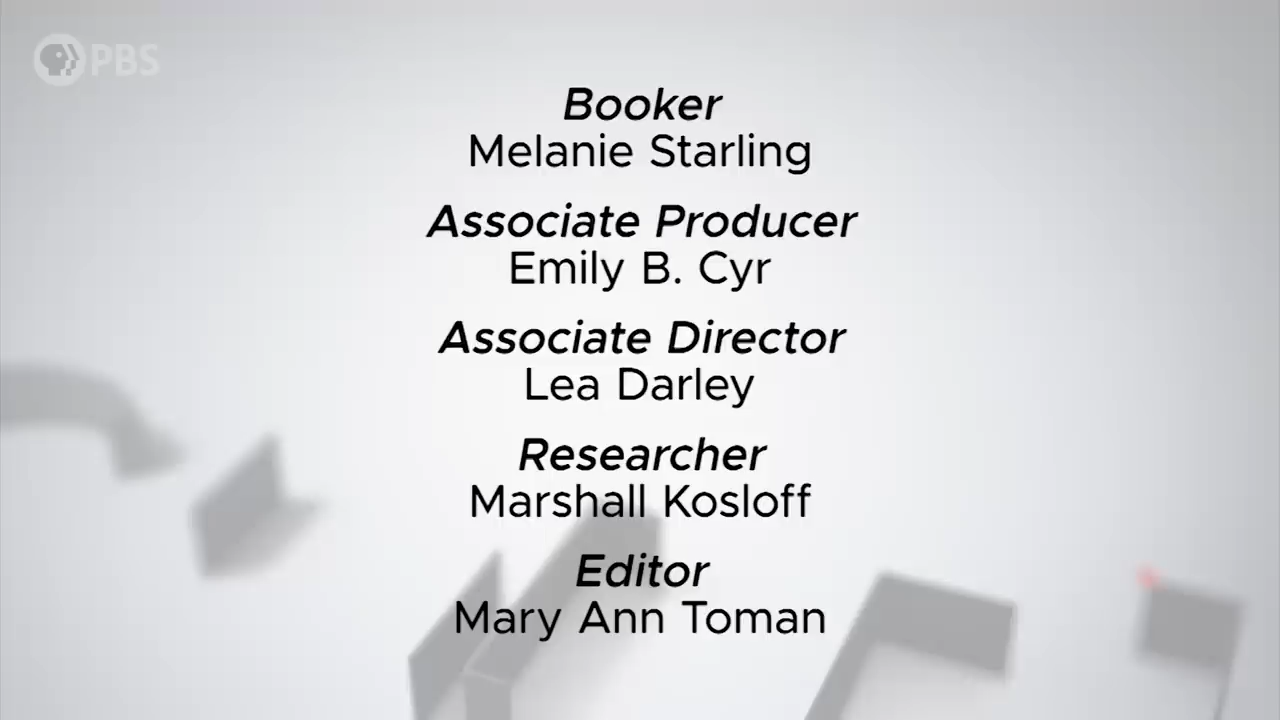 PBS
Booker
Melanie Starling
Associate Producer
Emily B. Cyr
Associate Director
Lea Darley
Researcher
Marshall Kosloff
Editor
Mary Ann Toman